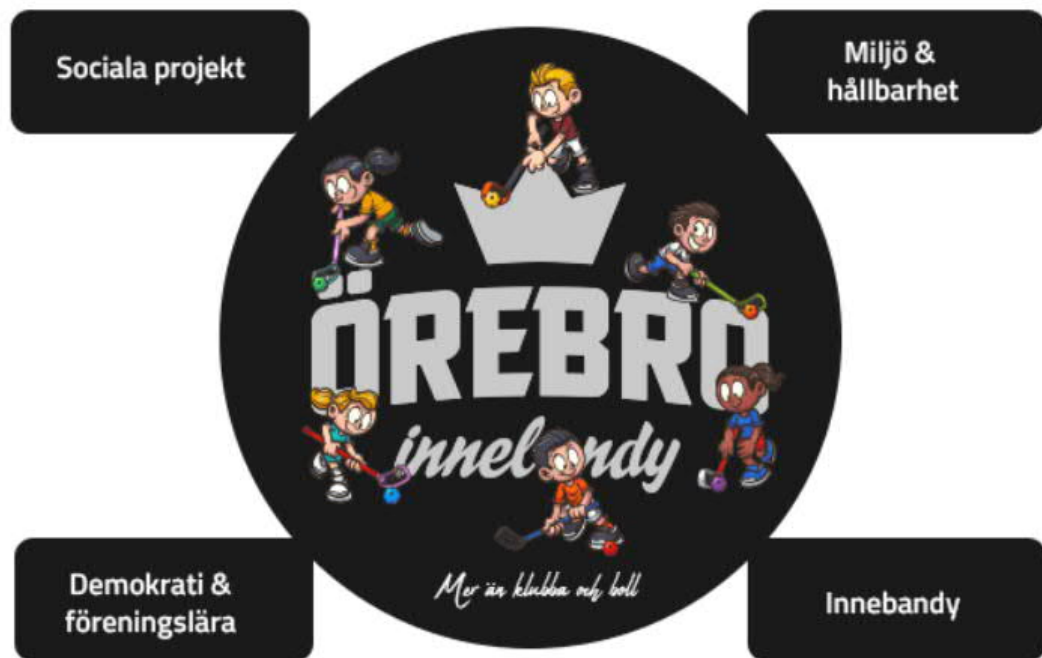 Sociala projekt
Miljö &
hållbarhet
ÖREBRO
innebandy
Mer än klubba och boll
Demokrati &
föreningslära
Innebandy